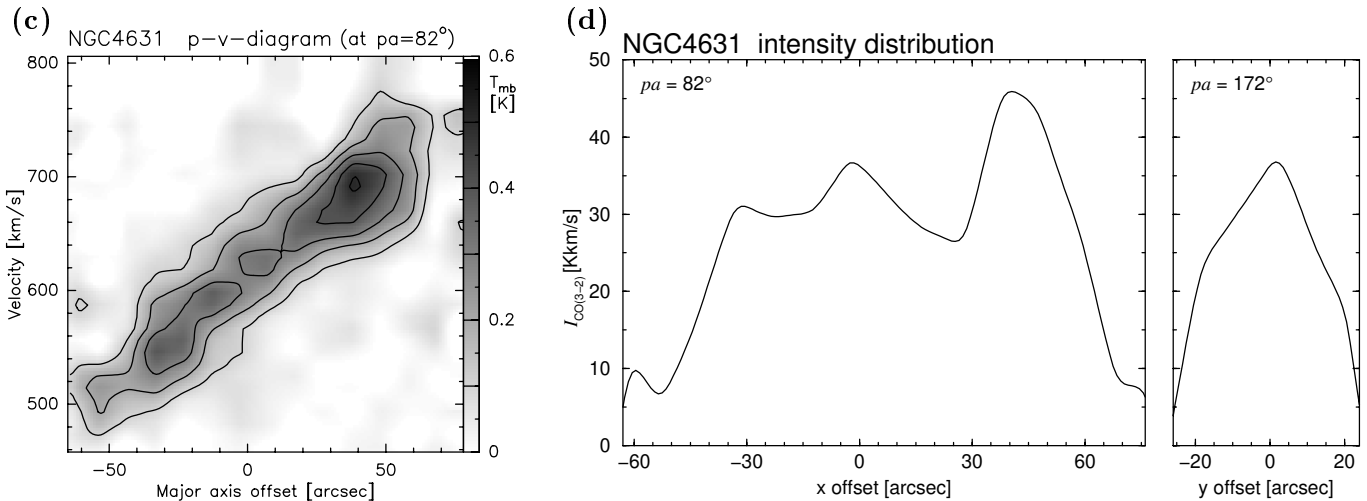 (c)
NGC4631 p−v−diagram (at pa=82°)
800
700
600
500
Velocity [km/s]
−50
0
50
Major axis offset [arcsec]
0.6
T_mb
[K]
0.4
0.2
0
(d)
NGC4631 intensity distribution
pa = 82°
50
40
30
20
10
0
I_CO(3−2) [Kkm/s]
−60
−30
0
30
60
x offset [arcsec]
pa = 172°
−20
0
20
y offset [arcsec]